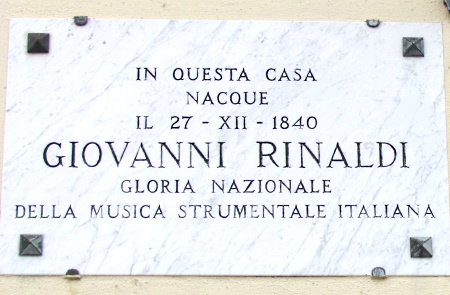 IN QUESTA CASA
NACQUE
IL 27 - XII - 1840
GIOVANNI RINALDI
GLORIA NAZIONALE
DELLA MUSICA STRUMENTALE ITALIANA